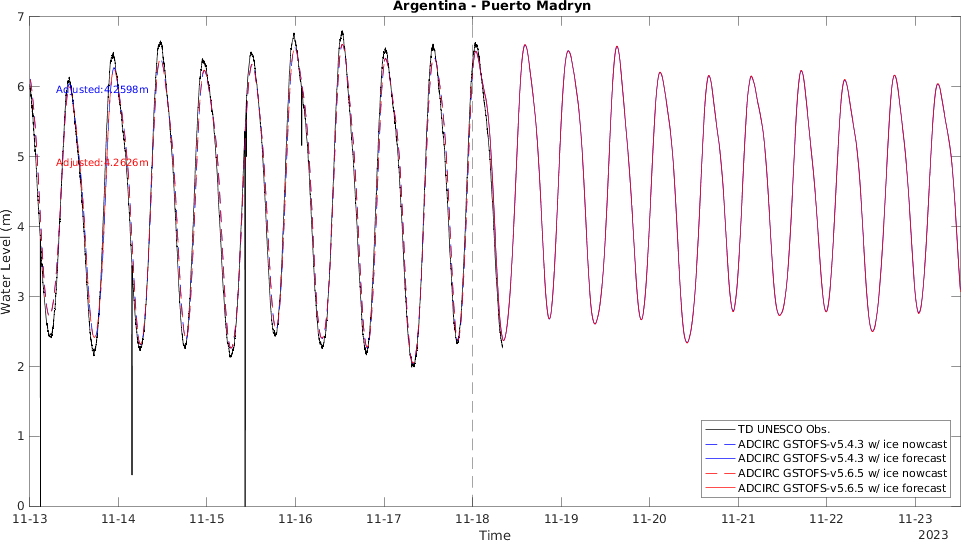 Argentina - Puerto Madryn
7
6
5
4
3
2
1
0
Water Level (m)
Adjusted:4.2598m
Adjusted:4.2626m
TD UNESCO Obs.
ADCIRC GSTOFS-v5.4.3 w/ ice nowcast
ADCIRC GSTOFS-v5.4.3 w/ ice forecast
ADCIRC GSTOFS-v5.6.5 w/ ice nowcast
ADCIRC GSTOFS-v5.6.5 w/ ice forecast
11-13 11-14 11-15 11-16 11-17 11-18 11-19 11-20 11-21 11-22 11-23
Time
2023